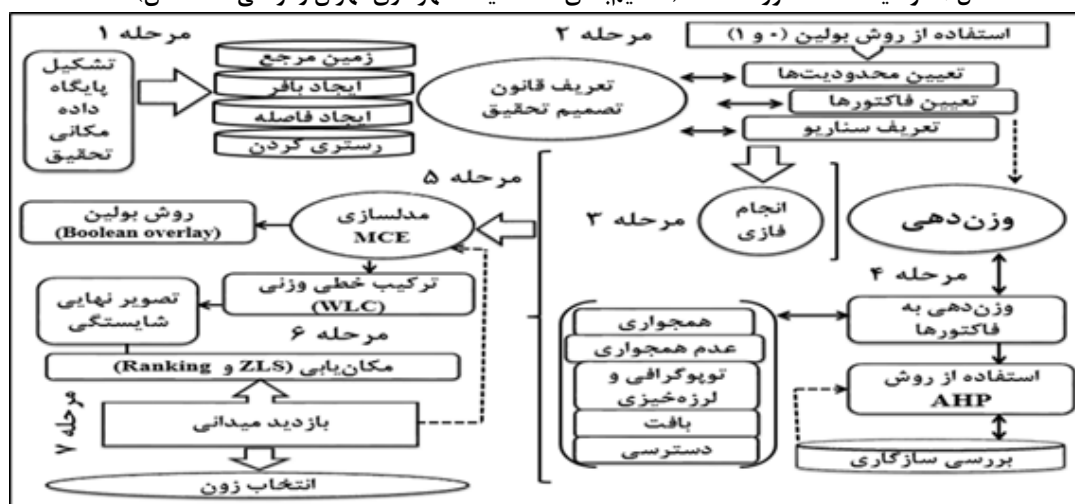 مرحله ۱
تشکیل
پایگاه
داده
مکانی
تحقیق
زمین مرجع
ایجاد بافر
ایجاد فاصله
رستری کردن
مرحله ۲
تعریف قانون
تصمیم تحقیق
استفاده از روش بولین (۰ و ۱)
تعیین محدودیت‌ها
تعیین فاکتورها
تعریف سناریو
مرحله ۳
انجام
فازی
وزن‌دهی
مرحله ۴
وزن‌دهی به
فاکتورها
استفاده از روش
AHP
بررسی سازگاری
همجواری
عدم همجواری
توپوگرافی و
لرزه‌خیزی
بافت
دسترسی
مرحله ۵
مدلسازی
MCE
روش بولین
(Boolean overlay)
ترکیب خطی وزنی
(WLC)
تصویر نهایی
شایستگی
مرحله ۶
مکان‌یابی (ZLS و Ranking)
مرحله ۷
بازدید میدانی
انتخاب زون